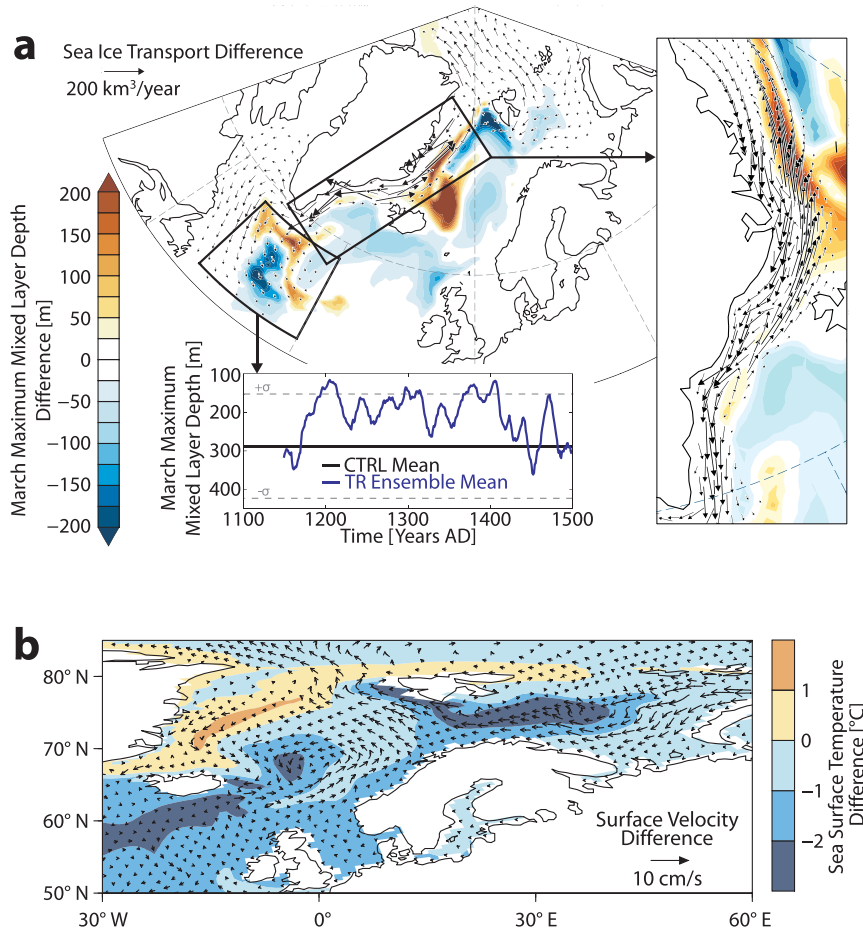 a
Sea Ice Transport Difference
200 km³/year
March Maximum Mixed Layer Depth
Difference [m]
200
150
100
50
0
−50
−100
−150
−200
March Maximum
Mixed Layer Depth [m]
100
200
300
400
+σ
−σ
CTRL Mean
TR Ensemble Mean
1100
1200
1300
1400
1500
Time [Years AD]
b
80° N
70° N
60° N
50° N
30° W
0°
30° E
60° E
Surface Velocity
Difference
10 cm/s
1
0
−1
−2
Sea Surface Temperature
Difference [°C]